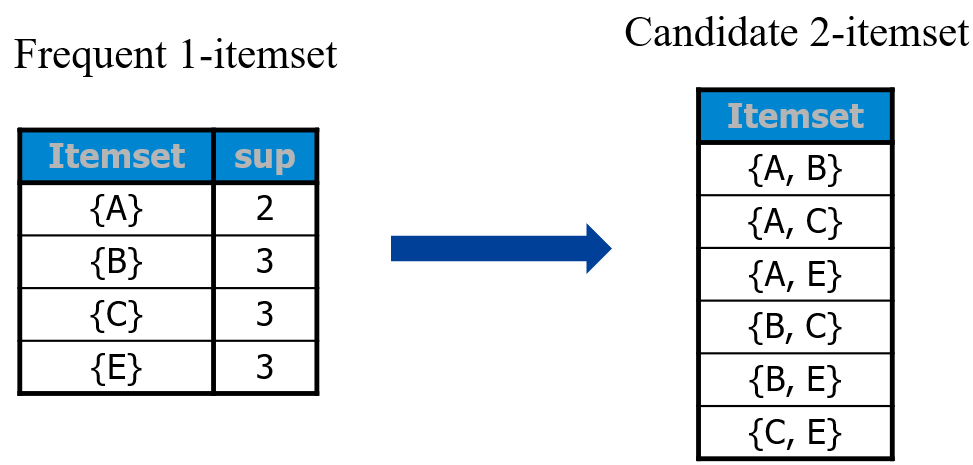 Frequent 1-itemset
Itemset sup
{A} 2
{B} 3
{C} 3
{E} 3
Candidate 2-itemset
Itemset
{A, B}
{A, C}
{A, E}
{B, C}
{B, E}
{C, E}